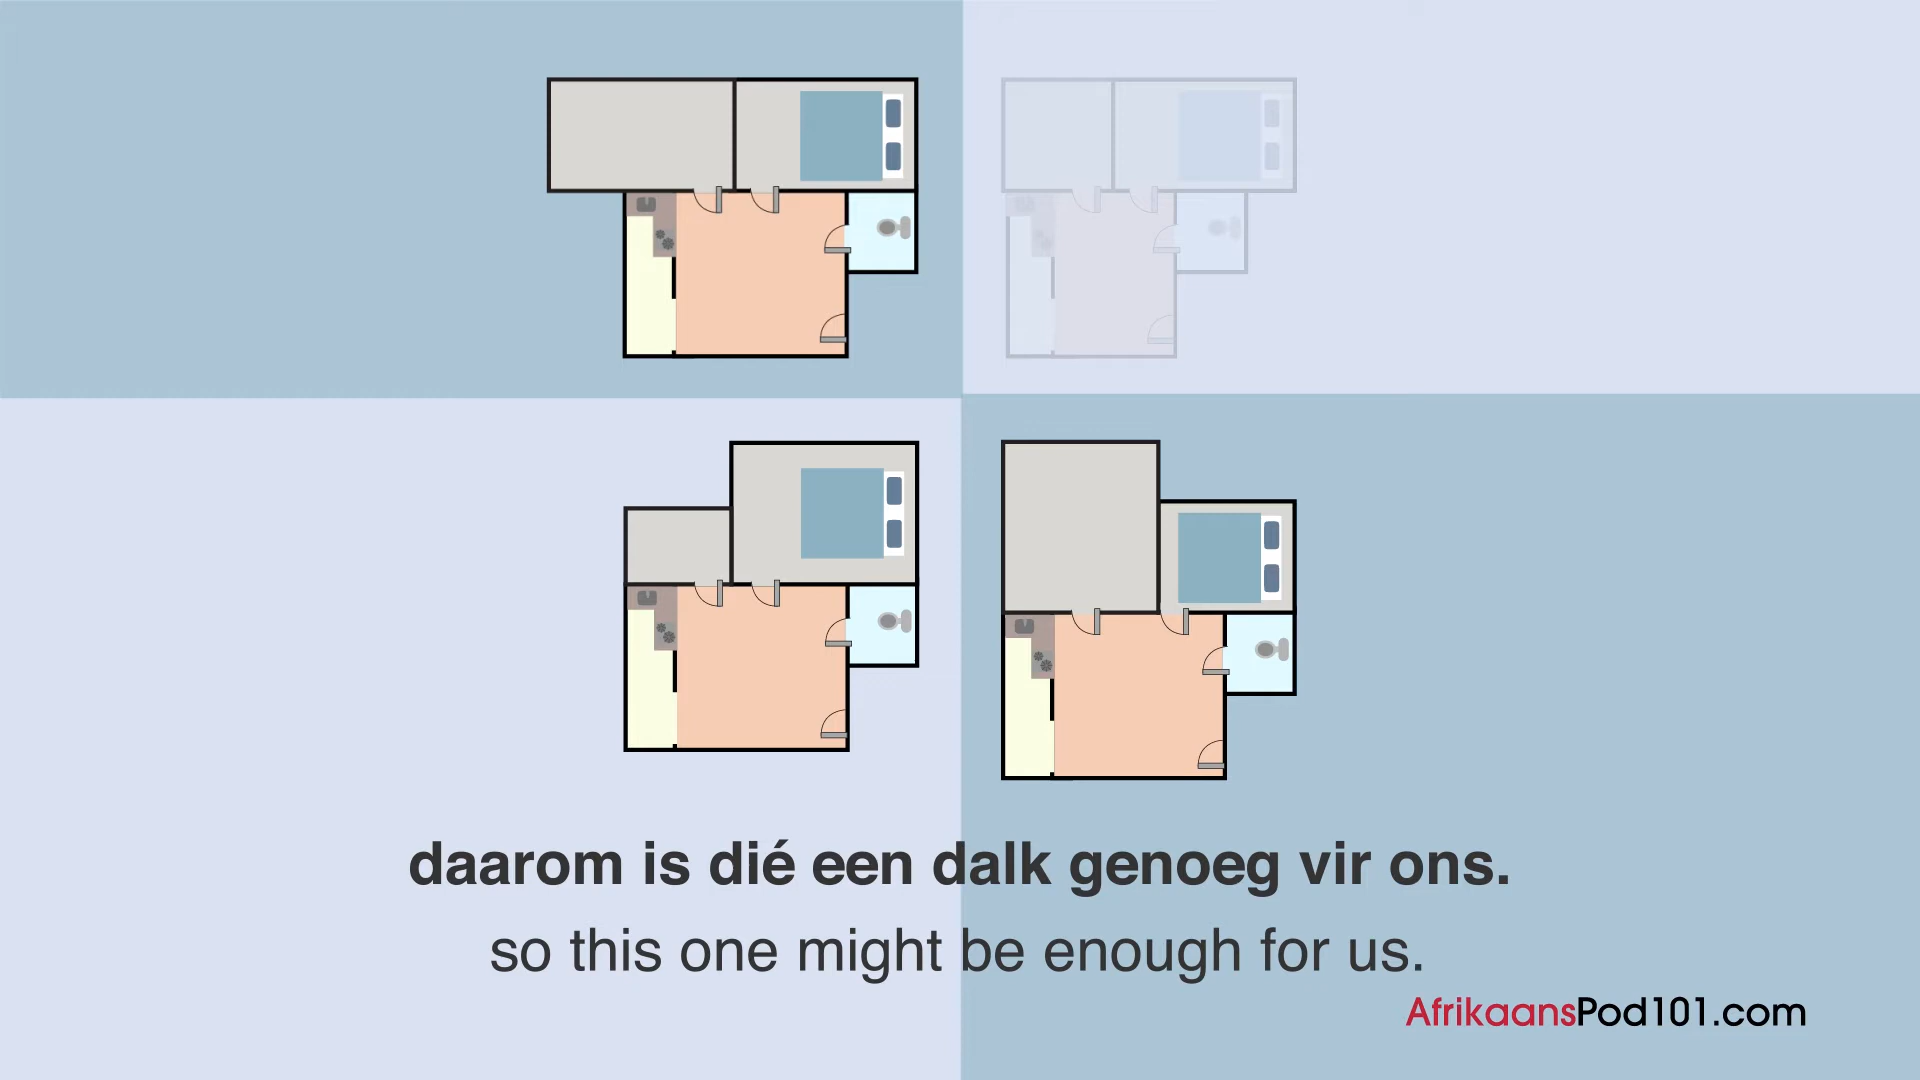 daarom is dié een dalk genoeg vir ons.
so this one might be enough for us.
AfrikaansPod101.com